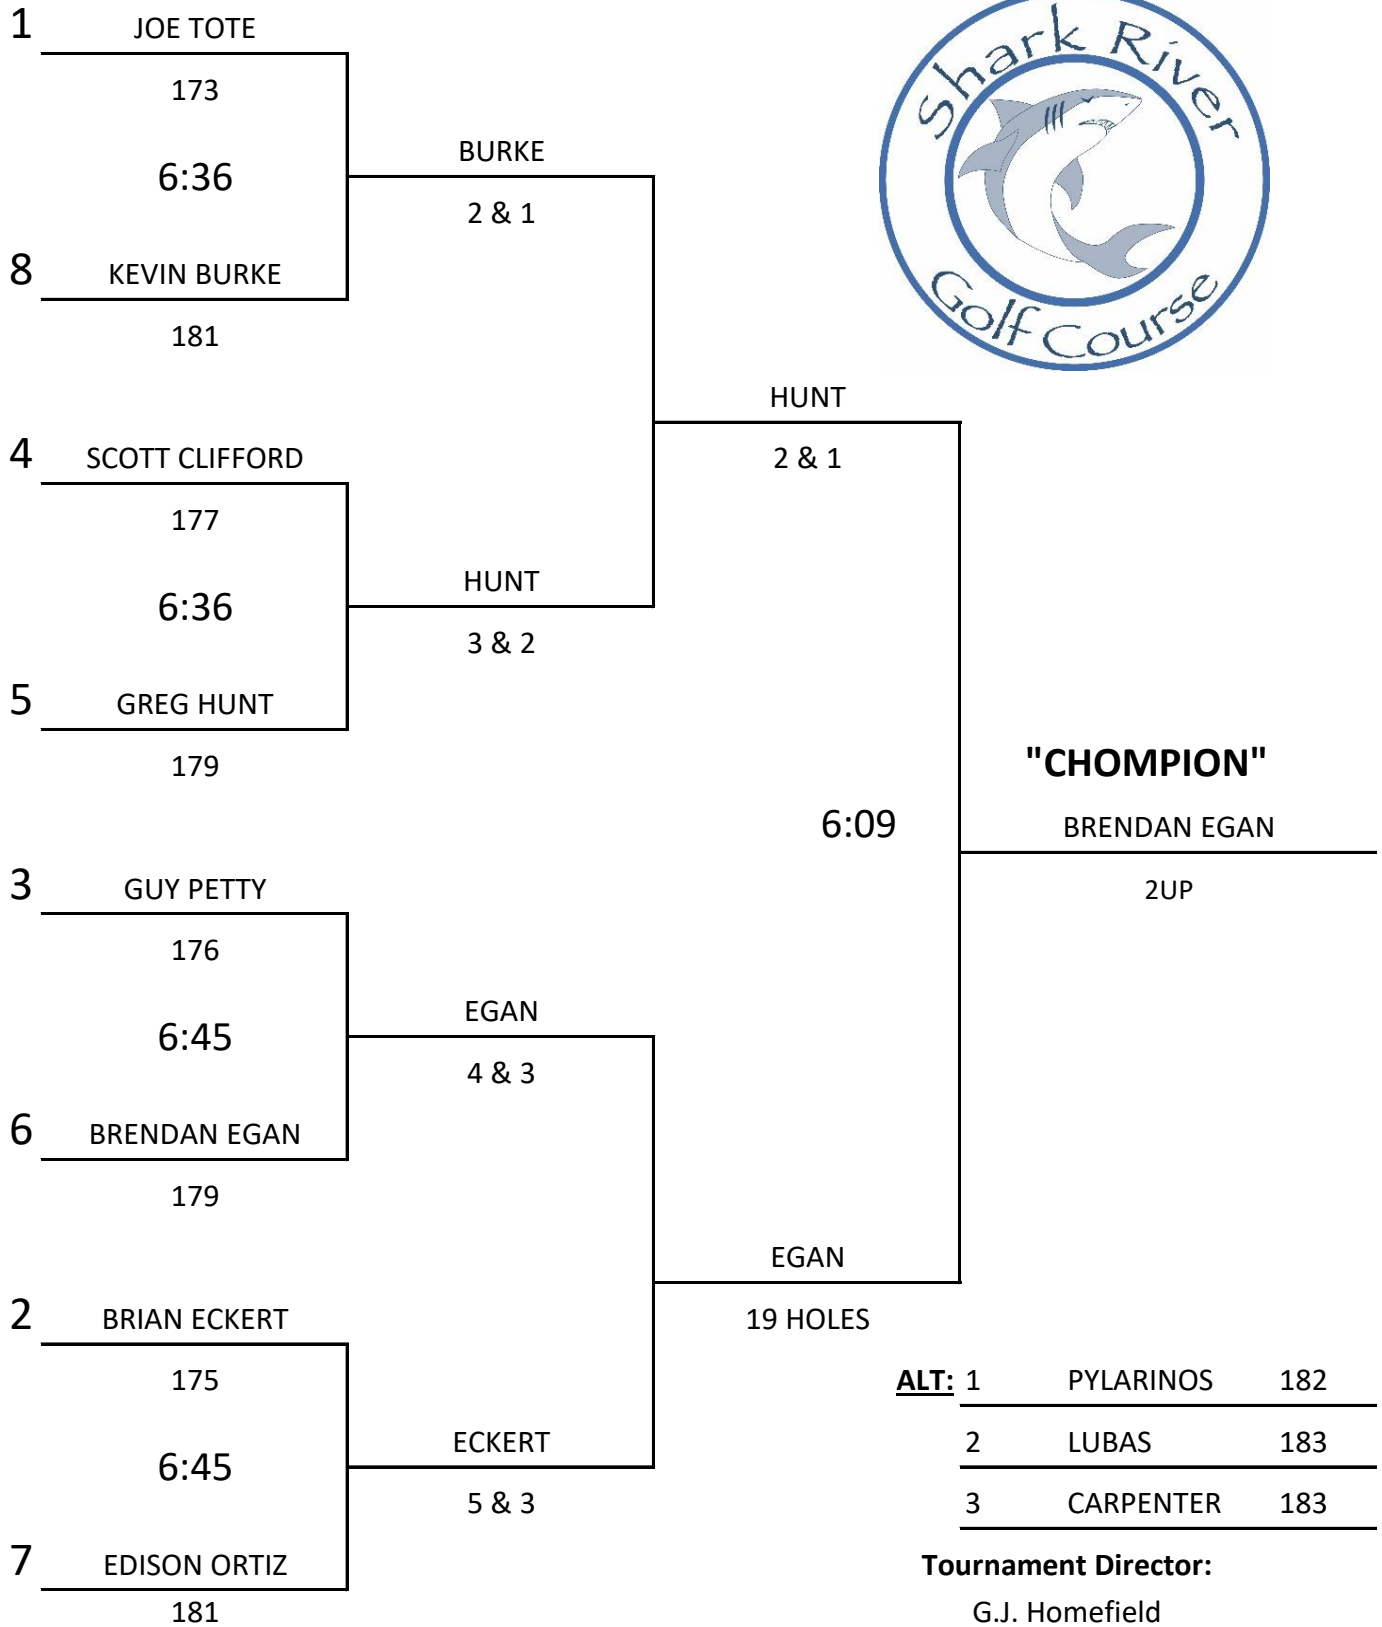 1 JOE TOTE
173
6:36
8 KEVIN BURKE
181
BURKE
2 & 1
4 SCOTT CLIFFORD
177
6:36
5 GREG HUNT
179
HUNT
3 & 2
HUNT
2 & 1
3 GUY PETTY
176
6:45
6 BRENDAN EGAN
179
EGAN
4 & 3
2 BRIAN ECKERT
175
6:45
7 EDISON ORTIZ
181
ECKERT
5 & 3
EGAN
19 HOLES
6:09
Shark River
Golf Course
"CHOMPION"
BRENDAN EGAN
2UP
ALT: 1 PYLARINOS 182
2 LUBAS 183
3 CARPENTER 183
Tournament Director:
G.J. Homefield